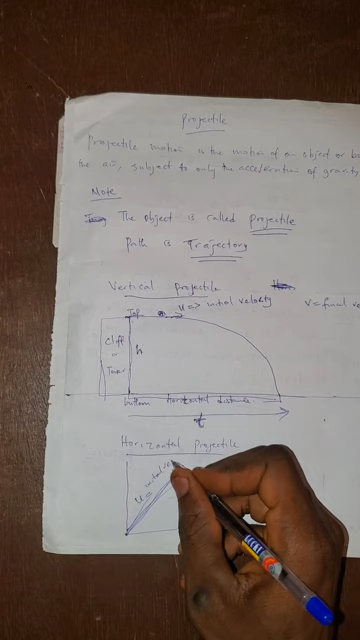 Projectile
Projectile motion is the motion of an object or
the air, subject to only the acceleration of gravity
Note
The object is called projectile
path is Trajectory
Vertical projectile
Top U => initial velocity V = final
Cliff
or
Tower
h
bottom horizontal distance
Horizontal Projectile
U = initial